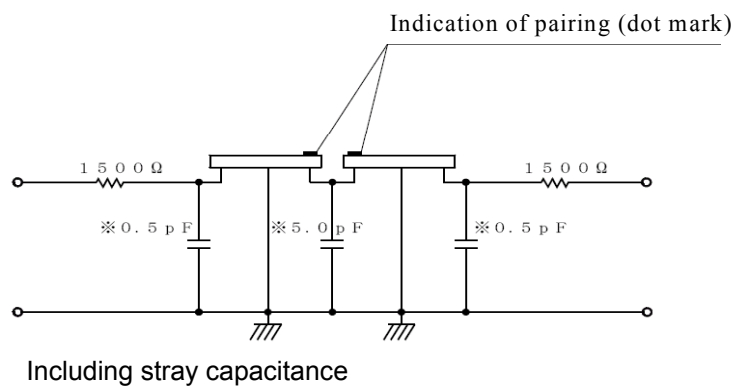 Indication of pairing (dot mark)
1500Ω
1500Ω
※0.5pF
※5.0pF
※0.5pF
Including stray capacitance